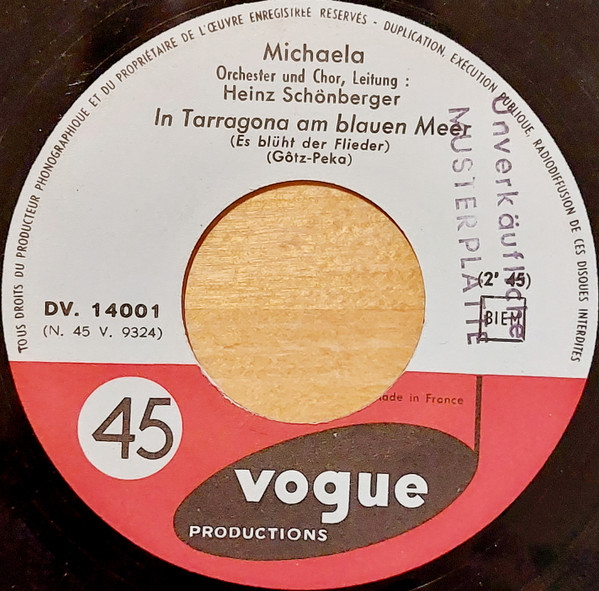 TOUS DROITS DU PRODUCTEUR PHONOGRAPHIQUE ET DU PROPRIÉTAIRE DE L'ŒUVRE ENREGISTRÉE RÉSERVÉS - DUPLICATION, EXÉCUTION PUBLIQUE, RADIODIFFUSION DE CES DISQUES INTERDITES
Michaela
Orchester und Chor, Leitung :
Heinz Schönberger
In Tarragona am blauen Meer
(Es blüht der Flieder)
(Götz-Peka)
Unverkäufliche
MUSTERPLATTE
DV. 14001
(N. 45 V. 9324)
(2' 45)
BIEM
45
Made in France
vogue
PRODUCTIONS